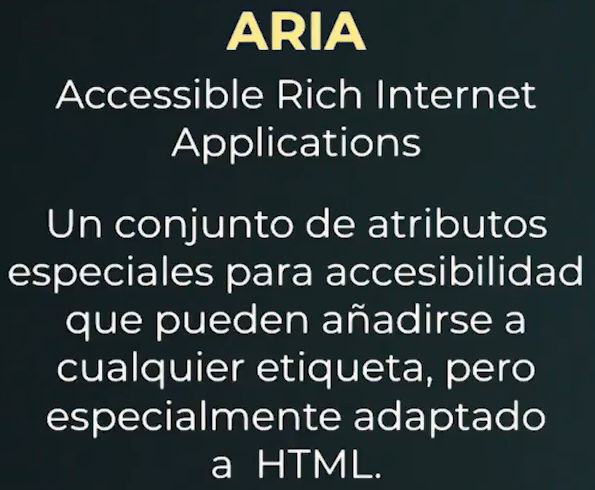 ARIA
Accessible Rich Internet
Applications
Un conjunto de atributos
especiales para accesibilidad
que pueden añadirse a
cualquier etiqueta, pero
especialmente adaptado
a HTML.